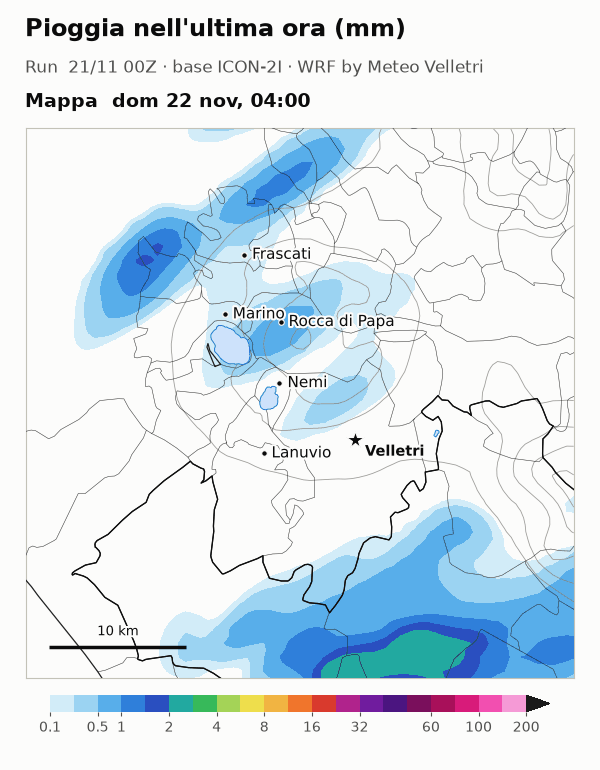 Pioggia nell'ultima ora (mm)
Run  21/11 00Z · base ICON-2I · WRF by Meteo Velletri
Mappa  dom 22 nov, 04:00
Frascati
Marino
Rocca di Papa
Nemi
Velletri
Lanuvio
10 km
0.1 0.5 1 2 4 8 16 32 60 100 200